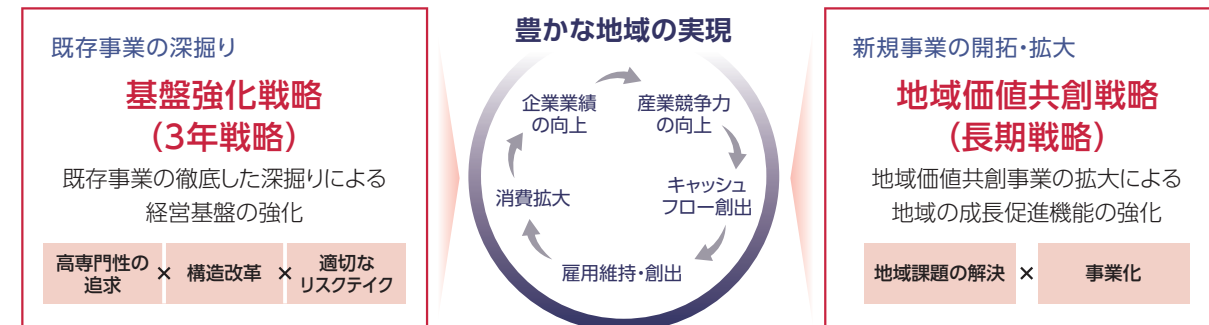 既存事業の深掘り
基盤強化戦略
(3年戦略)
既存事業の徹底した深掘りによる
経営基盤の強化
高専門性の
追求
×
構造改革
×
適切な
リスクテイク
豊かな地域の実現
企業業績
の向上
産業競争力
の向上
キャッシュ
フロー創出
雇用維持・創出
消費拡大
新規事業の開拓・拡大
地域価値共創戦略
(長期戦略)
地域価値共創事業の拡大による
地域の成長促進機能の強化
地域課題の解決
×
事業化